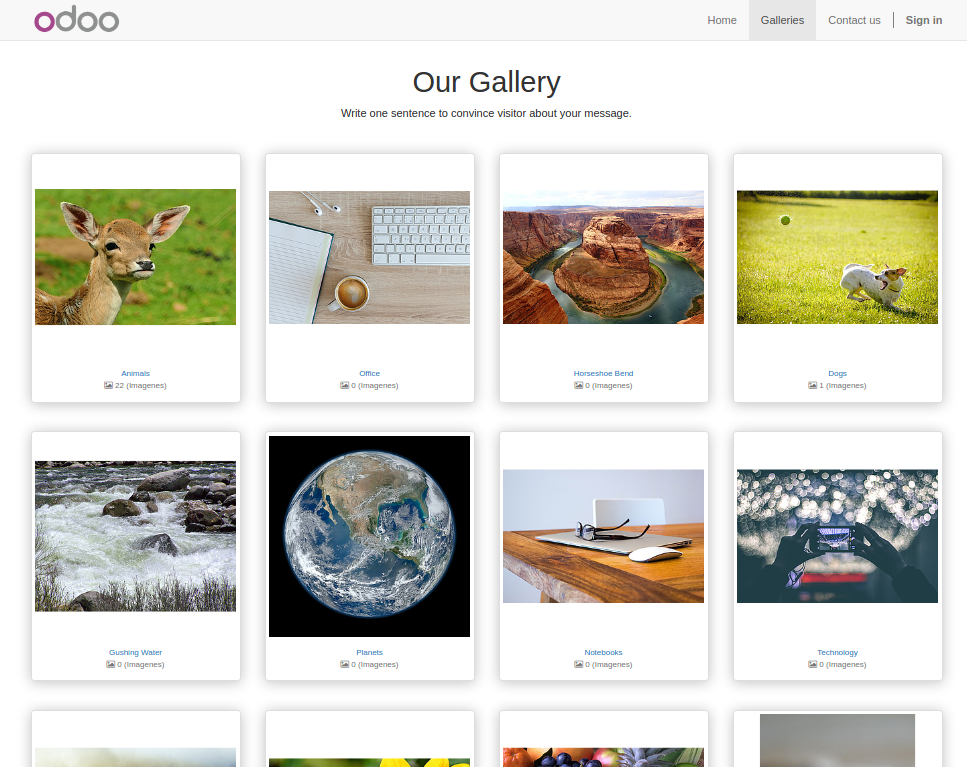 odoo
Home
Galleries
Contact us
Sign in
Our Gallery
Write one sentence to convince visitor about your message.
Animals
22 (Imagenes)
Office
0 (Imagenes)
Horseshoe Bend
0 (Imagenes)
Dogs
1 (Imagenes)
Gushing Water
0 (Imagenes)
Planets
0 (Imagenes)
Notebooks
0 (Imagenes)
Technology
0 (Imagenes)